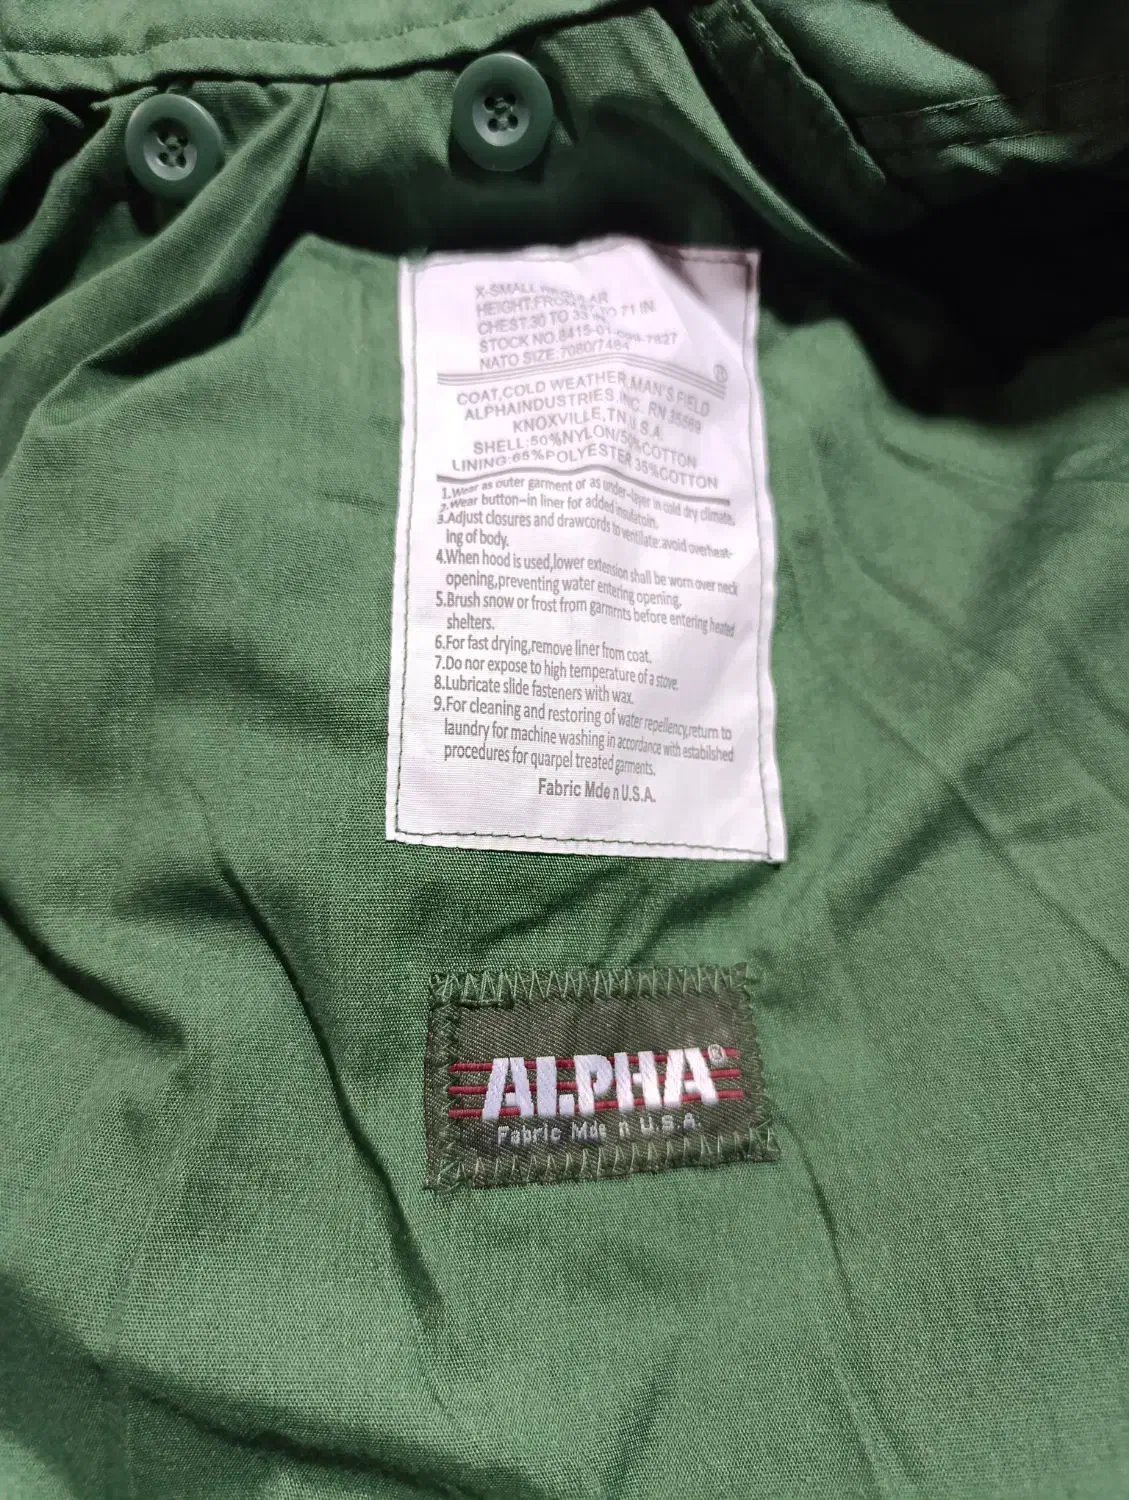 X-SMALL REGULAR
HEIGHT:FROM 67 TO 71 IN
CHEST:30 TO 33 IN
STOCK NO.8415-01-099-7827
NATO SIZE.7080/7484
COAT,COLD WEATHER,MAN'S FIELD
ALPHAINDUSTRIES,INC. RN 35569
KNOXVILLE,TN,U.S.A.
SHELL:50%NYLON/50%COTTON
LINING:65%POLYESTER 35%COTTON
1.Wear as outer garment or as under-layer in cold dry climate.
2.Wear button-in liner for added insulatoin.
3.Adjust closures and drawcords to ventilate:avoid overheat-
ing of body.
4.When hood is used,lower extension shall be worn over neck
opening,preventing water entering opening.
5.Brush snow or frost from garmrnts before entering heated
shelters.
6.For fast drying,remove liner from coat.
7.Do nor expose to high temperature of a stove.
8.Lubricate slide fasteners with wax.
9.For cleaning and restoring of water repellency,return to
laundry for machine washing in accordance with estabilshed
procedures for quarpel treated garments.
Fabric Mde n U.S.A.
ALPHA®
Fabric Mde n U.S.A.